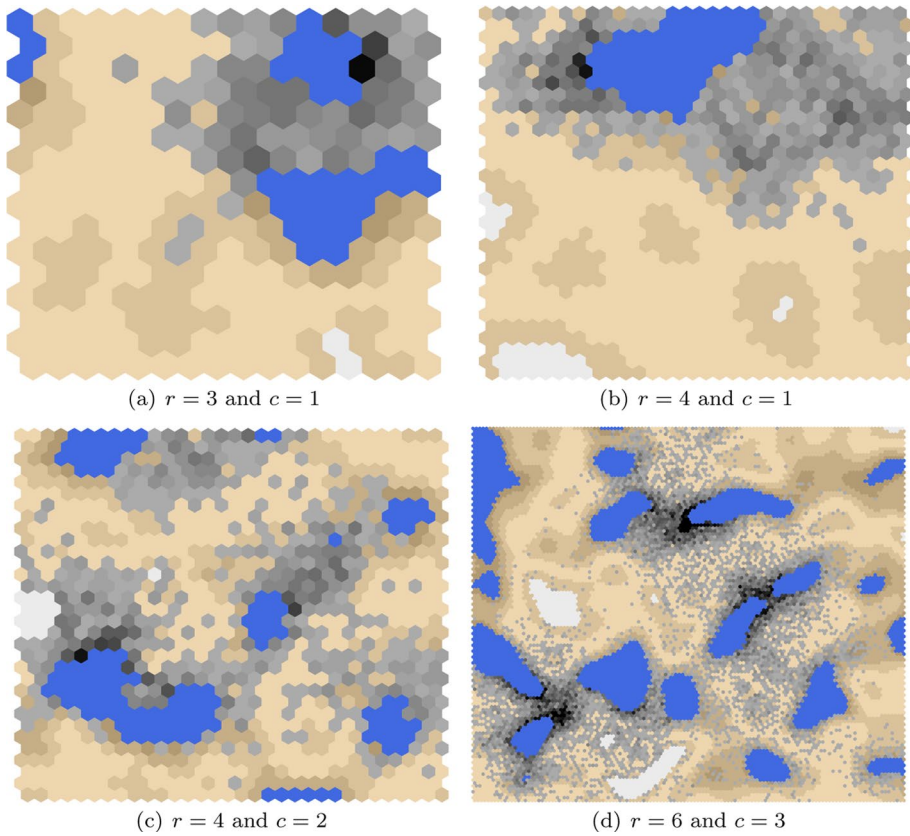 (a) r = 3 and c = 1
(b) r = 4 and c = 1
(c) r = 4 and c = 2
(d) r = 6 and c = 3